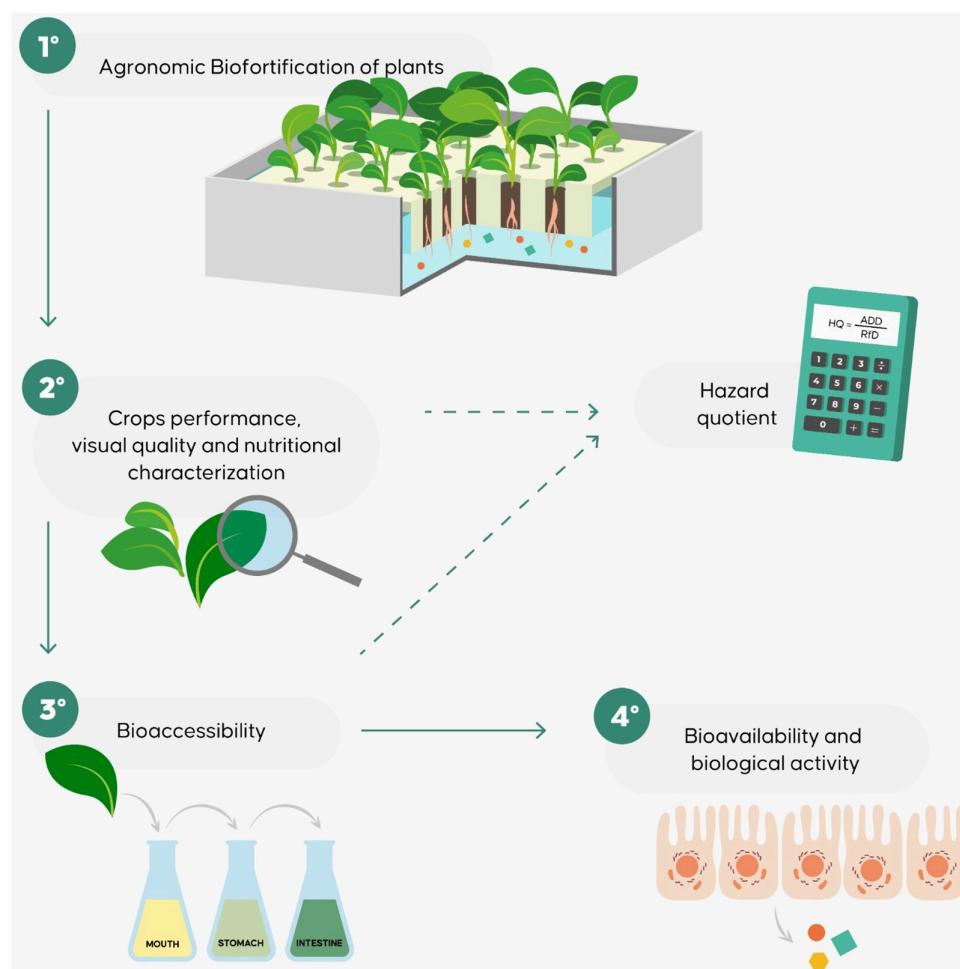 1°
Agronomic Biofortification of plants
HQ = ADD
RfD
1 2 3 ÷
4 5 6 ×
7 8 9 −
0 + =
2°
Crops performance,
visual quality and nutritional
characterization
Hazard
quotient
3°
Bioaccessibility
4°
Bioavailability and
biological activity
MOUTH
STOMACH
INTESTINE